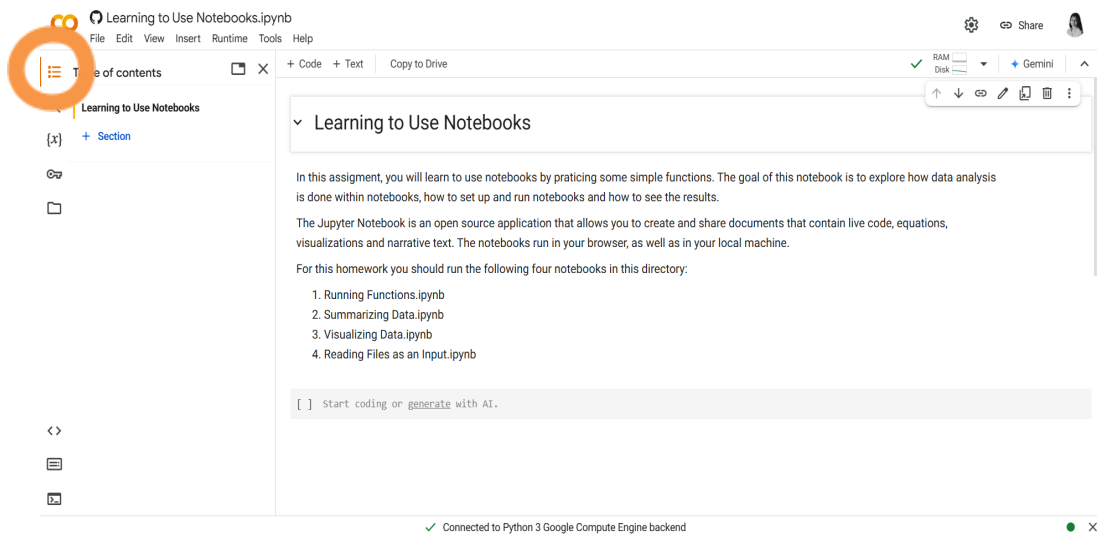 Learning to Use Notebooks.ipynb
File Edit View Insert Runtime Tools Help
Share
Table of contents
+ Code + Text Copy to Drive
RAM
Disk
Gemini
Learning to Use Notebooks
+ Section
{x}
Learning to Use Notebooks
In this assigment, you will learn to use notebooks by praticing some simple functions. The goal of this notebook is to explore how data analysis
is done within notebooks, how to set up and run notebooks and how to see the results.
The Jupyter Notebook is an open source application that allows you to create and share documents that contain live code, equations,
visualizations and narrative text. The notebooks run in your browser, as well as in your local machine.
For this homework you should run the following four notebooks in this directory:
1. Running Functions.ipynb
2. Summarizing Data.ipynb
3. Visualizing Data.ipynb
4. Reading Files as an Input.ipynb
[ ] Start coding or generate with AI.
Connected to Python 3 Google Compute Engine backend